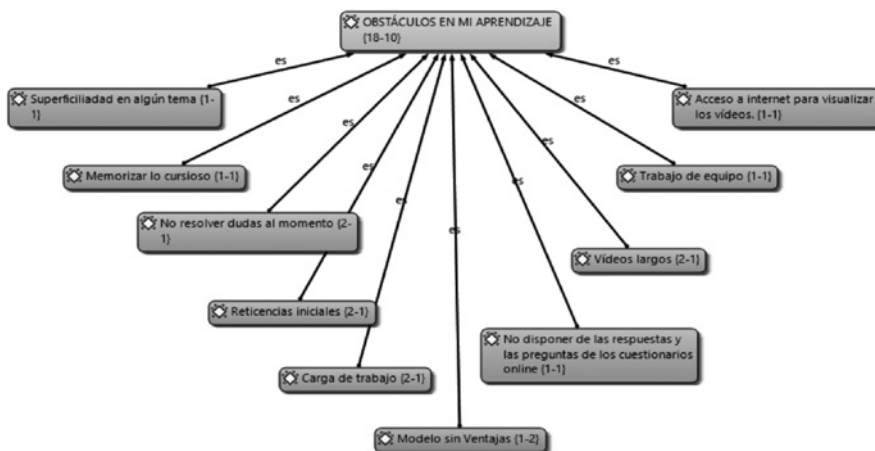 OBSTÁCULOS EN MI APRENDIZAJE
{18-10}
es
es
es
es
es
es
es
es
es
es
Superficiliadad en algún tema {1-
1}
Acceso a internet para visualizar
los vídeos. {1-1}
Memorizar lo cursioso {1-1}
Trabajo de equipo {1-1}
No resolver dudas al momento {2-
1}
Vídeos largos {2-1}
Reticencias iniciales {2-1}
No disponer de las respuestas y
las preguntas de los cuestionarios
online {1-1}
Carga de trabajo {2-1}
Modelo sin Ventajas {1-2}